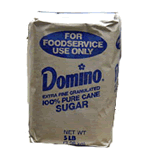 FOR
FOODSERVICE
USE ONLY
Domino
EXTRA FINE GRANULATED
100% PURE CANE
SUGAR
NET WT